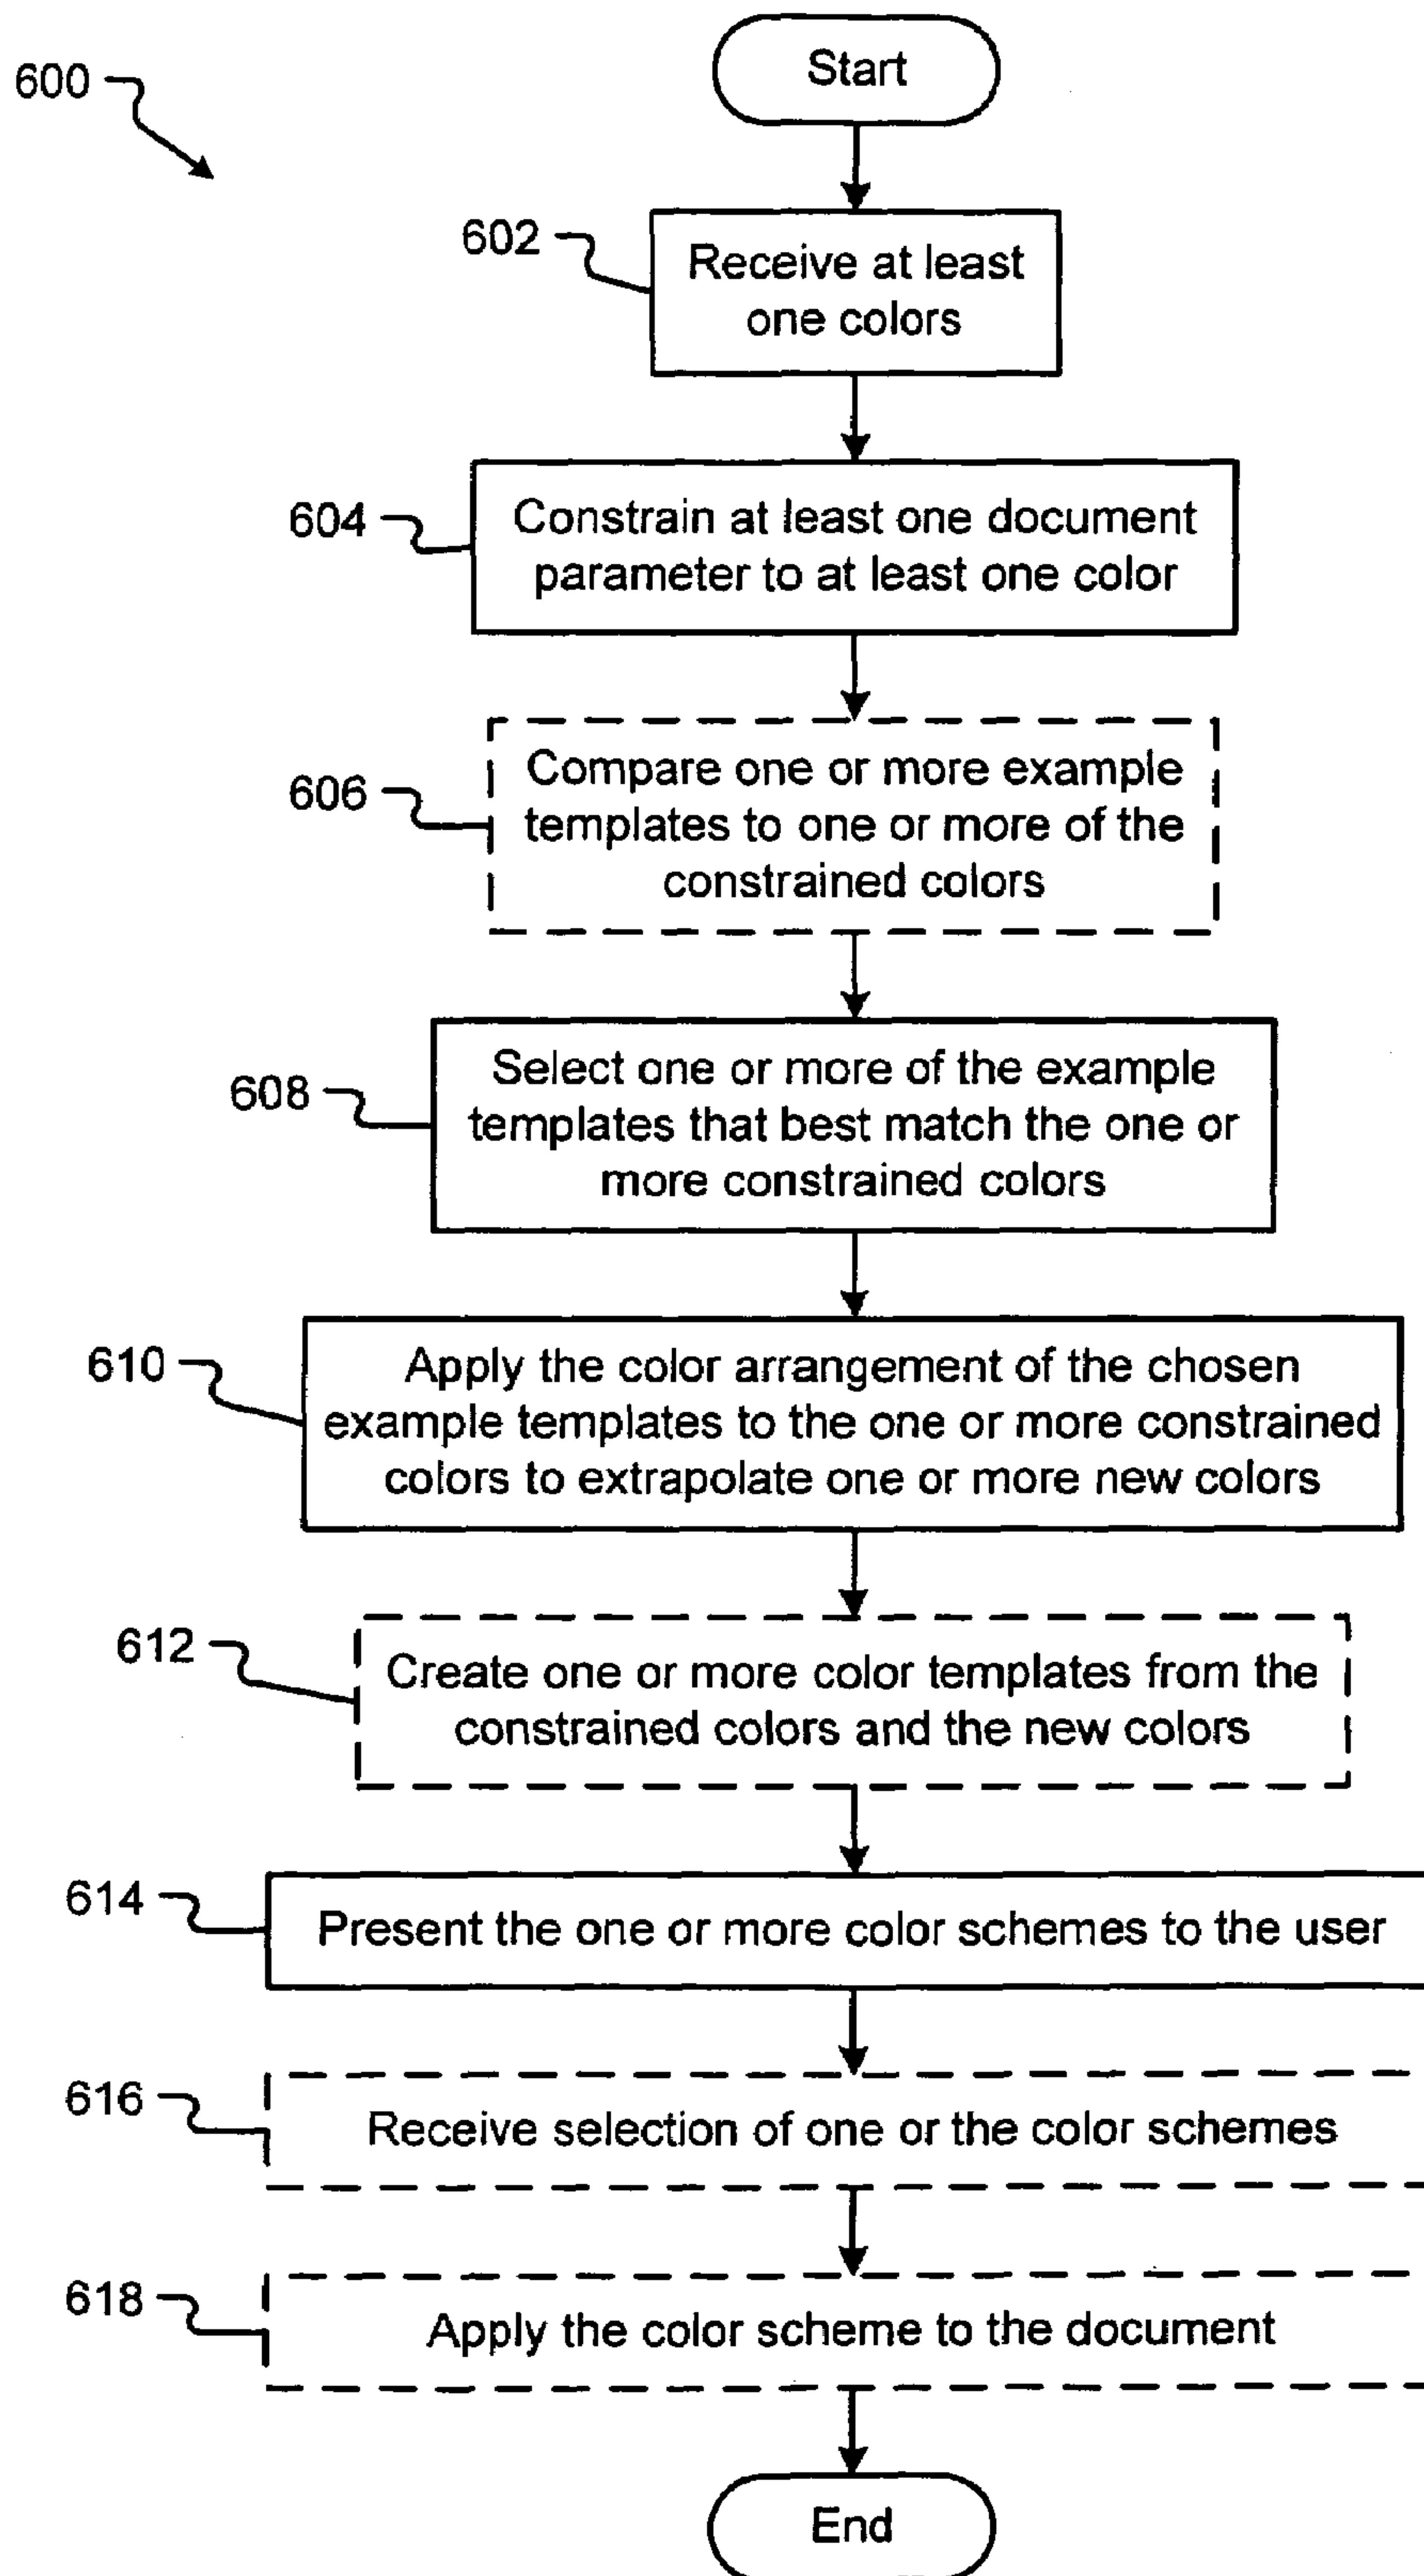 Start
600
602
Receive at least
one colors
604
Constrain at least one document
parameter to at least one color
606
Compare one or more example
templates to one or more of the
constrained colors
608
Select one or more of the example
templates that best match the one or
more constrained colors
610
Apply the color arrangement of the chosen
example templates to the one or more constrained
colors to extrapolate one or more new colors
612
Create one or more color templates from the
constrained colors and the new colors
614
Present the one or more color schemes to the user
616
Receive selection of one or the color schemes
618
Apply the color scheme to the document
End